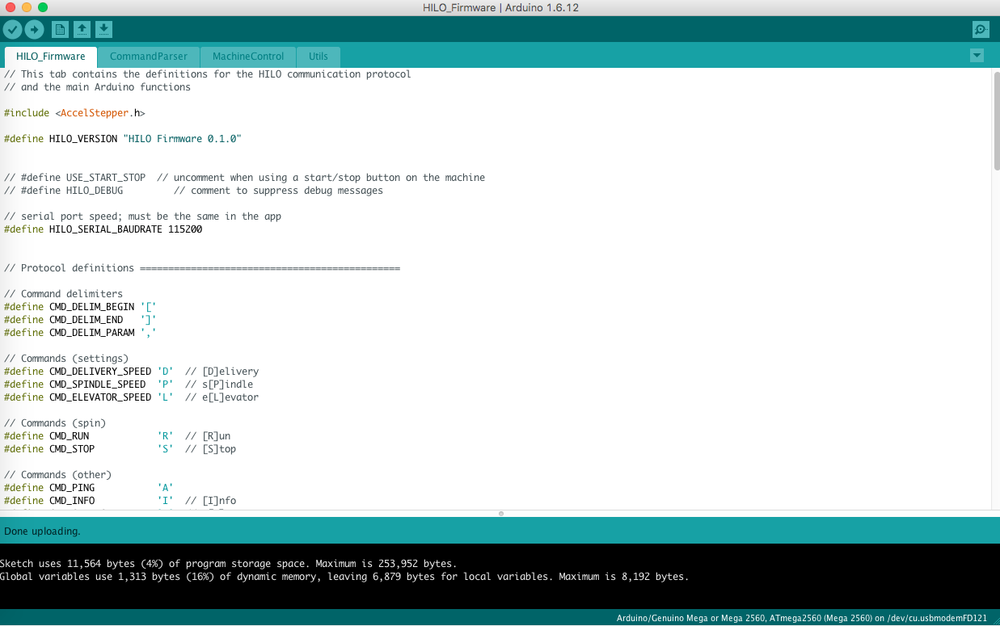 HILO_Firmware | Arduino 1.6.12
HILO_Firmware CommandParser MachineControl Utils
// This tab contains the definitions for the HILO communication protocol
// and the main Arduino functions
#include <AccelStepper.h>
#define HILO_VERSION "HILO Firmware 0.1.0"
// #define USE_START_STOP  // uncomment when using a start/stop button on the machine
// #define HILO_DEBUG         // comment to suppress debug messages
// serial port speed; must be the same in the app
#define HILO_SERIAL_BAUDRATE 115200
// Protocol definitions ==============================================
// Command delimiters
#define CMD_DELIM_BEGIN '['
#define CMD_DELIM_END   ']'
#define CMD_DELIM_PARAM ','
// Commands (settings)
#define CMD_DELIVERY_SPEED 'D'  // [D]elivery
#define CMD_SPINDLE_SPEED  'P'  // s[P]indle
#define CMD_ELEVATOR_SPEED 'L'  // e[L]evator
// Commands (spin)
#define CMD_RUN            'R'  // [R]un
#define CMD_STOP           'S'  // [S]top
// Commands (other)
#define CMD_PING           'A'
#define CMD_INFO           'I'  // [I]nfo
Done uploading.
Sketch uses 11,564 bytes (4%) of program storage space. Maximum is 253,952 bytes.
Global variables use 1,313 bytes (16%) of dynamic memory, leaving 6,879 bytes for local variables. Maximum is 8,192 bytes.
Arduino/Genuino Mega or Mega 2560, ATmega2560 (Mega 2560) on /dev/cu.usbmodemFD121